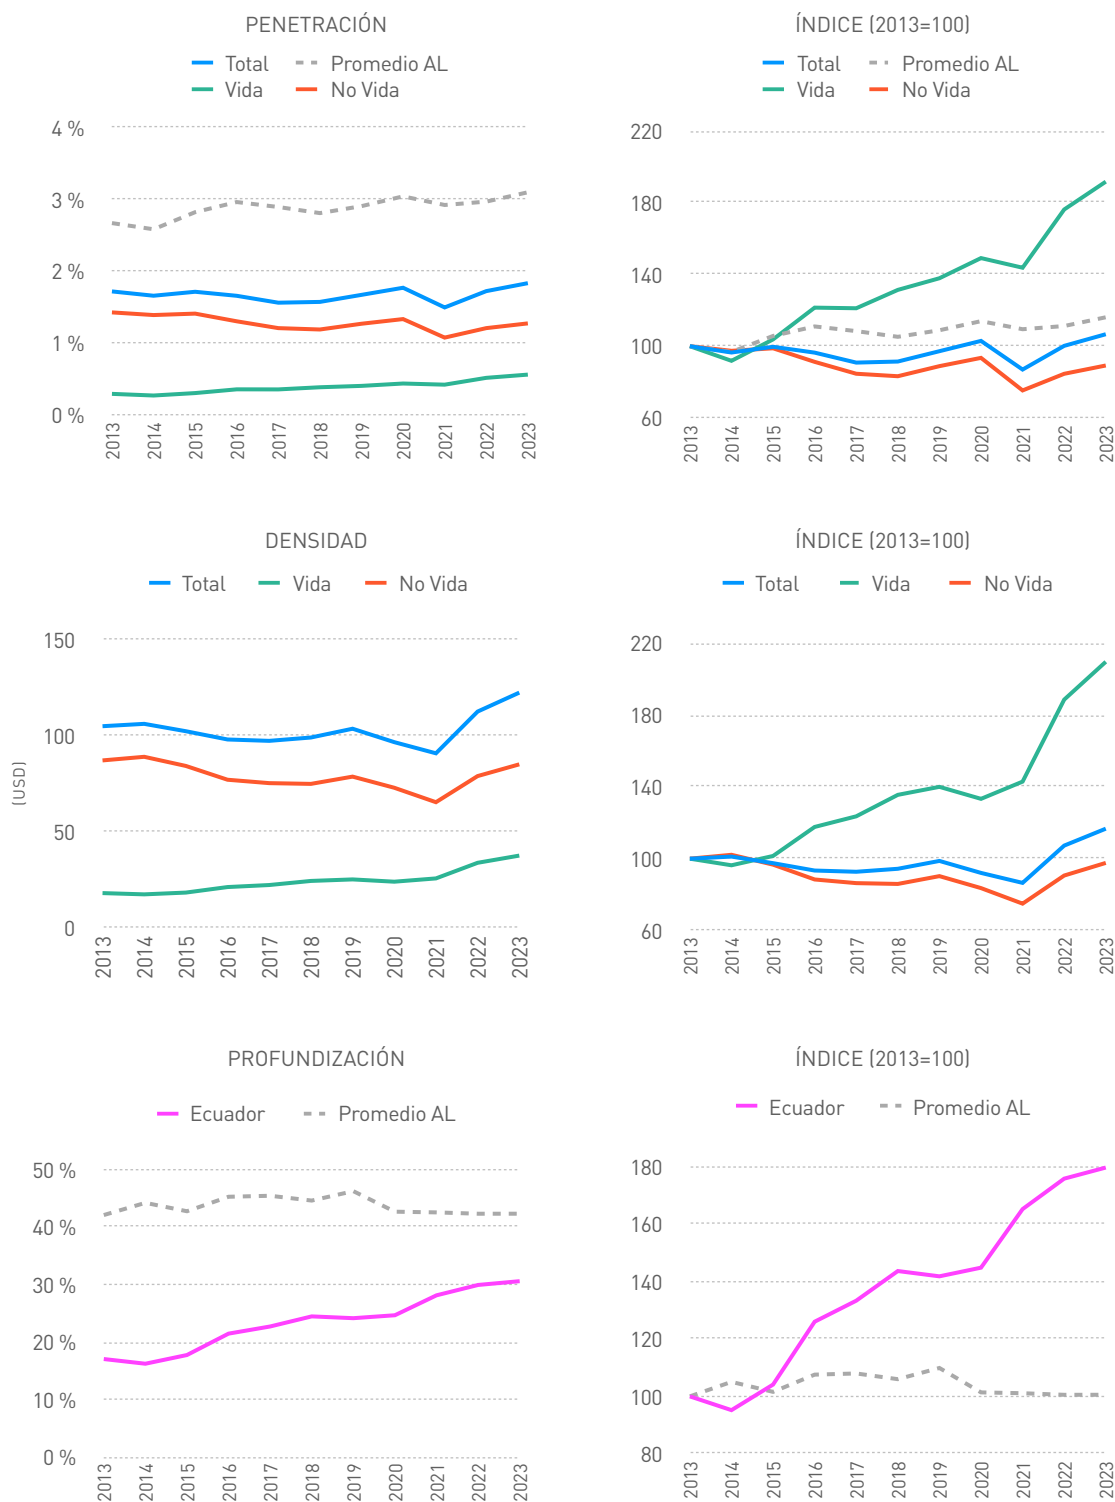 PENETRACIÓN
Total Promedio AL
Vida No Vida
4 %
3 %
2 %
1 %
0 %
2013 2014 2015 2016 2017 2018 2019 2020 2021 2022 2023
ÍNDICE (2013=100)
Total Promedio AL
Vida No Vida
220
180
140
100
60
2013 2014 2015 2016 2017 2018 2019 2020 2021 2022 2023
DENSIDAD
Total Vida No Vida
(USD)
150
100
50
0
2013 2014 2015 2016 2017 2018 2019 2020 2021 2022 2023
ÍNDICE (2013=100)
Total Vida No Vida
220
180
140
100
60
2013 2014 2015 2016 2017 2018 2019 2020 2021 2022 2023
PROFUNDIZACIÓN
Ecuador Promedio AL
50 %
40 %
30 %
20 %
10 %
0 %
2013 2014 2015 2016 2017 2018 2019 2020 2021 2022 2023
ÍNDICE (2013=100)
Ecuador Promedio AL
180
160
140
120
100
80
2013 2014 2015 2016 2017 2018 2019 2020 2021 2022 2023